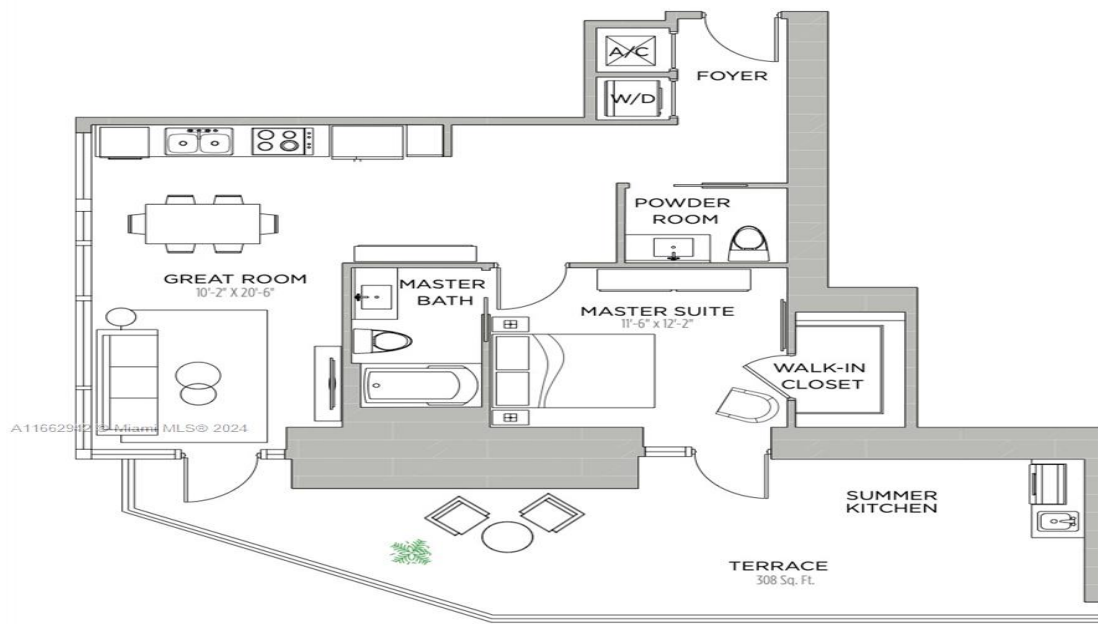 A/C
FOYER
W/D
POWDER
ROOM
GREAT ROOM
10'-2" X 20'-6"
MASTER
BATH
MASTER SUITE
11'-6" x 12'-2"
WALK-IN
CLOSET
A11662942 © Miami MLS® 2024
SUMMER
KITCHEN
TERRACE
308 Sq. Ft.